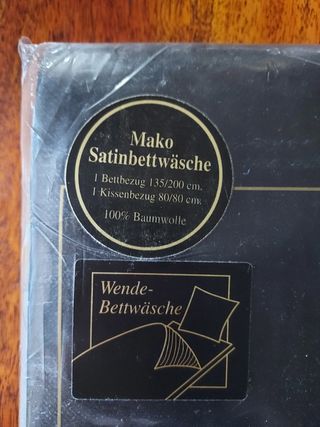 Mako
Satinbettwäsche
1 Bettbezug 135/200 cm.
1 Kissenbezug 80/80 cm.
100% Baumwolle
Wende-
Bettwäsche